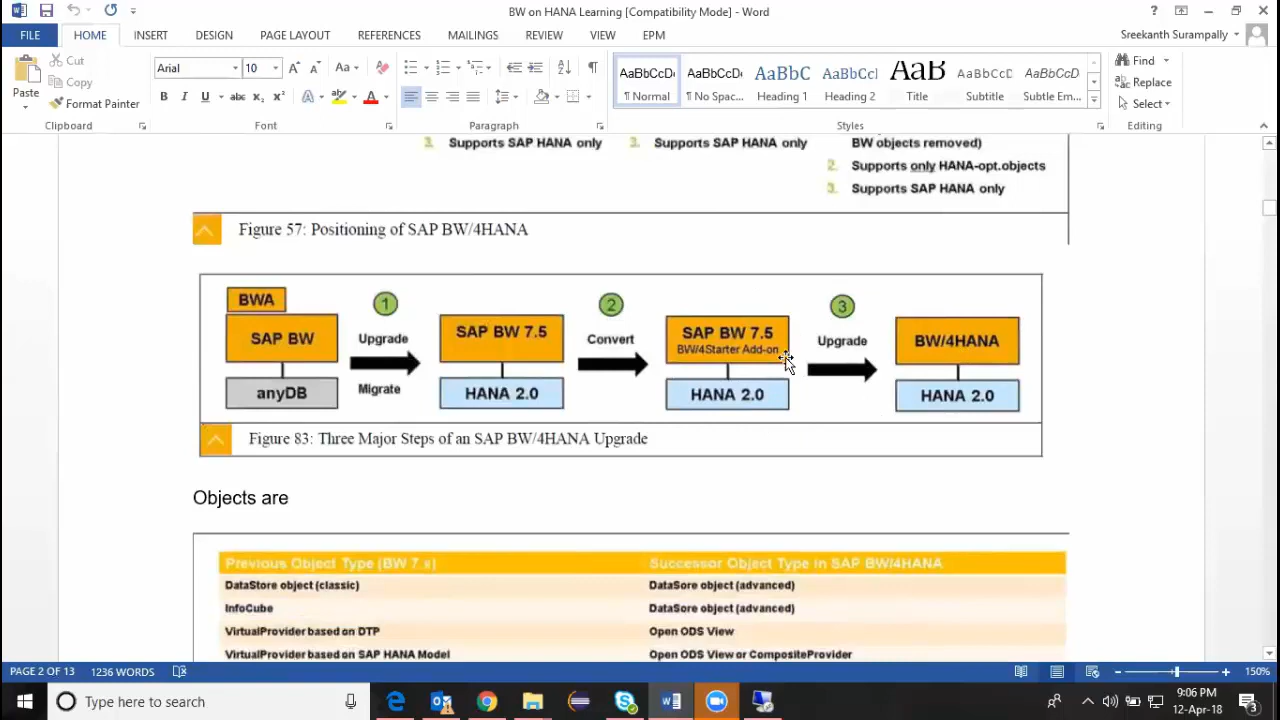 BW on HANA Learning [Compatibility Mode] - Word
FILE HOME INSERT DESIGN PAGE LAYOUT REFERENCES MAILINGS REVIEW VIEW EPM Sreekanth Surampally
Paste
Cut
Copy
Format Painter
Clipboard
Arial 10
Font
Paragraph
AaBbCcDı AaBbCcDı AaBbC AaBbCcl AaB AaBbCcD AaBbCcDı
¶ Normal ¶ No Spac... Heading 1 Heading 2 Title Subtitle Subtle Em...
Styles
Find
Replace
Select
Editing
3. Supports SAP HANA only 3. Supports SAP HANA only BW objects removed)
2. Supports only HANA-opt.objects
3. Supports SAP HANA only
Figure 57: Positioning of SAP BW/4HANA
BWA 1 2 3
SAP BW Upgrade SAP BW 7.5 Convert SAP BW 7.5 Upgrade BW/4HANA
BW/4Starter Add-on
anyDB Migrate HANA 2.0 HANA 2.0 HANA 2.0
Figure 83: Three Major Steps of an SAP BW/4HANA Upgrade
Objects are
Previous Object Type (BW 7.x) Successor Object Type in SAP BW/4HANA
DataStore object (classic) DataSore object (advanced)
InfoCube DataSore object (advanced)
VirtualProvider based on DTP Open ODS View
VirtualProvider based on SAP HANA Model Open ODS View or CompositeProvider
PAGE 2 OF 13 1236 WORDS 150%
Type here to search
9:06 PM
12-Apr-18
3